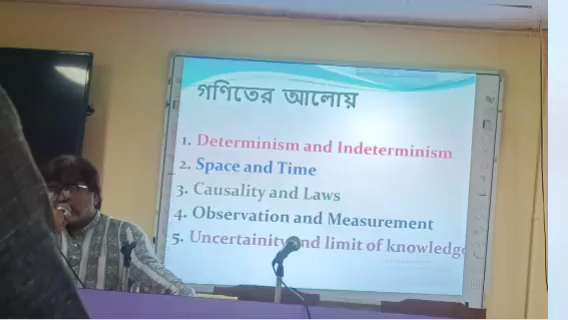 গণিতের আলোয়
1. Determinism and Indeterminism
2. Space and Time
3. Causality and Laws
4. Observation and Measurement
5. Uncertainity and limit of knowledge